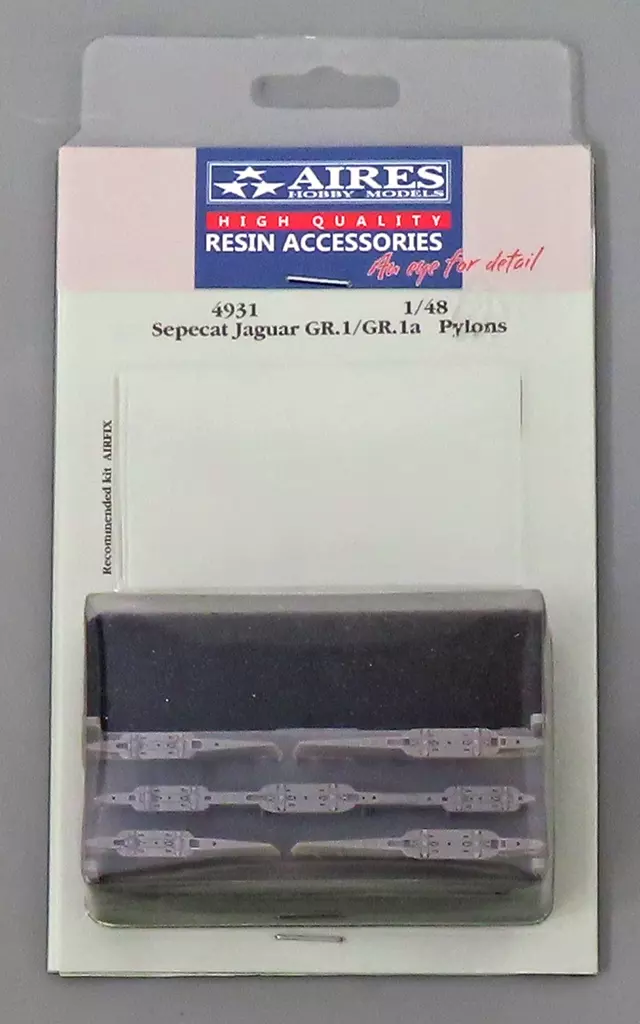 AIRES
HOBBY MODELS
HIGH QUALITY
RESIN ACCESSORIES
An eye for detail
4931 1/48
Sepecat Jaguar GR.1/GR.1a Pylons
Recommended kit AIRFIX